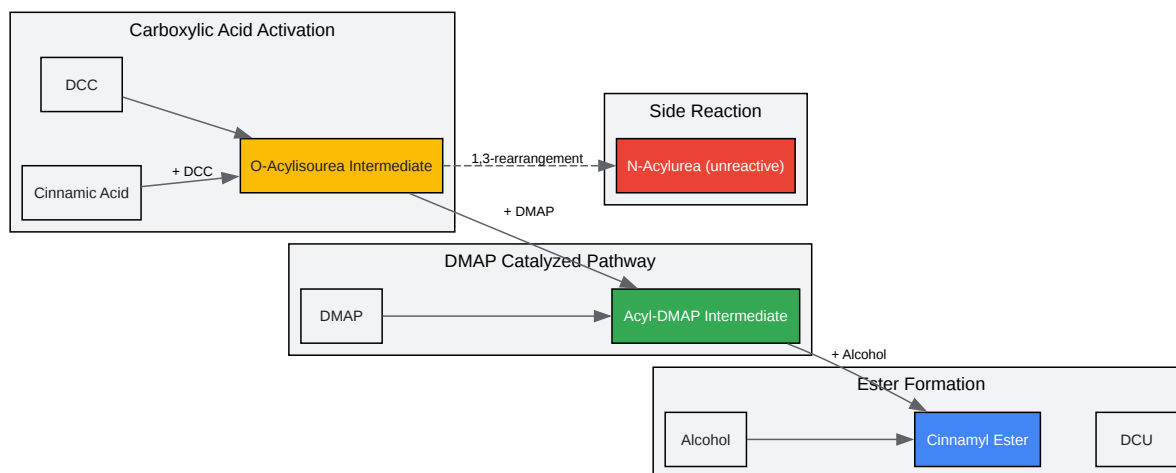 Carboxylic Acid Activation
DCC
Cinnamic Acid
+ DCC
O-Acylisourea Intermediate
1,3-rearrangement
Side Reaction
N-Acylurea (unreactive)
+ DMAP
DMAP Catalyzed Pathway
DMAP
Acyl-DMAP Intermediate
+ Alcohol
Ester Formation
Alcohol
Cinnamyl Ester
DCU